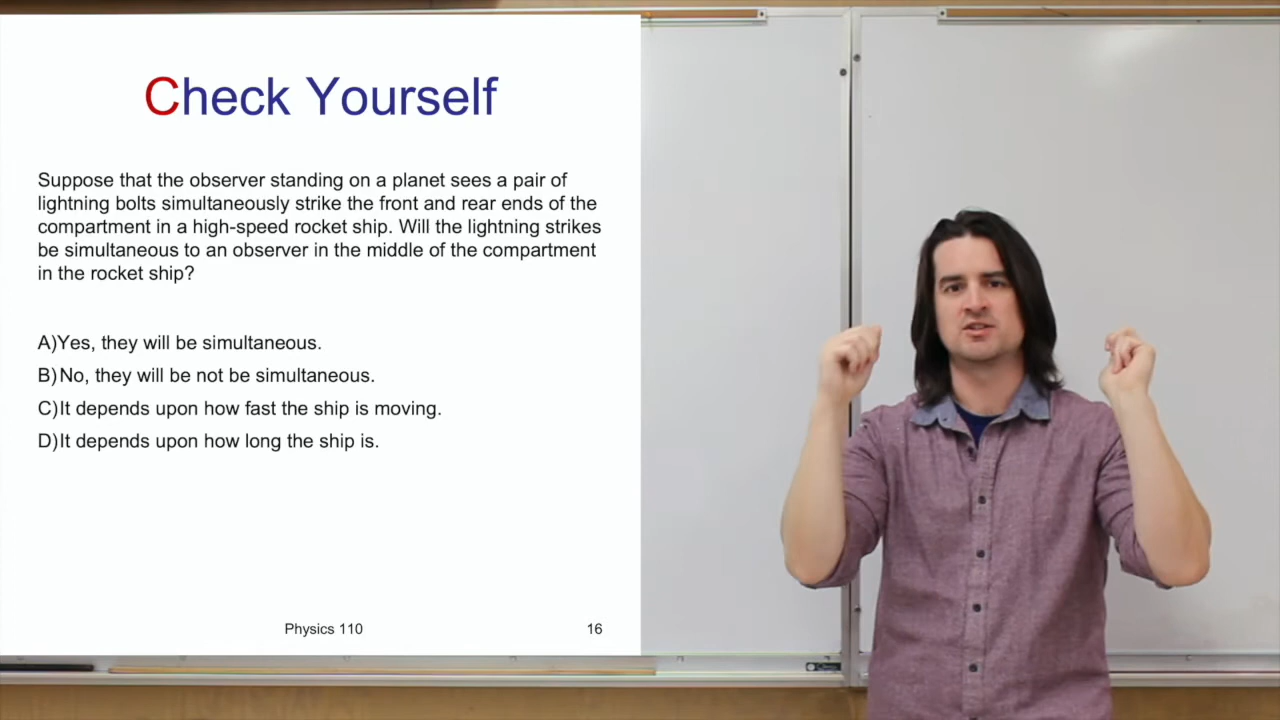 Check Yourself
Suppose that the observer standing on a planet sees a pair of
lightning bolts simultaneously strike the front and rear ends of the
compartment in a high-speed rocket ship. Will the lightning strikes
be simultaneous to an observer in the middle of the compartment
in the rocket ship?
A)Yes, they will be simultaneous.
B)No, they will be not be simultaneous.
C)It depends upon how fast the ship is moving.
D)It depends upon how long the ship is.
Physics 110
16